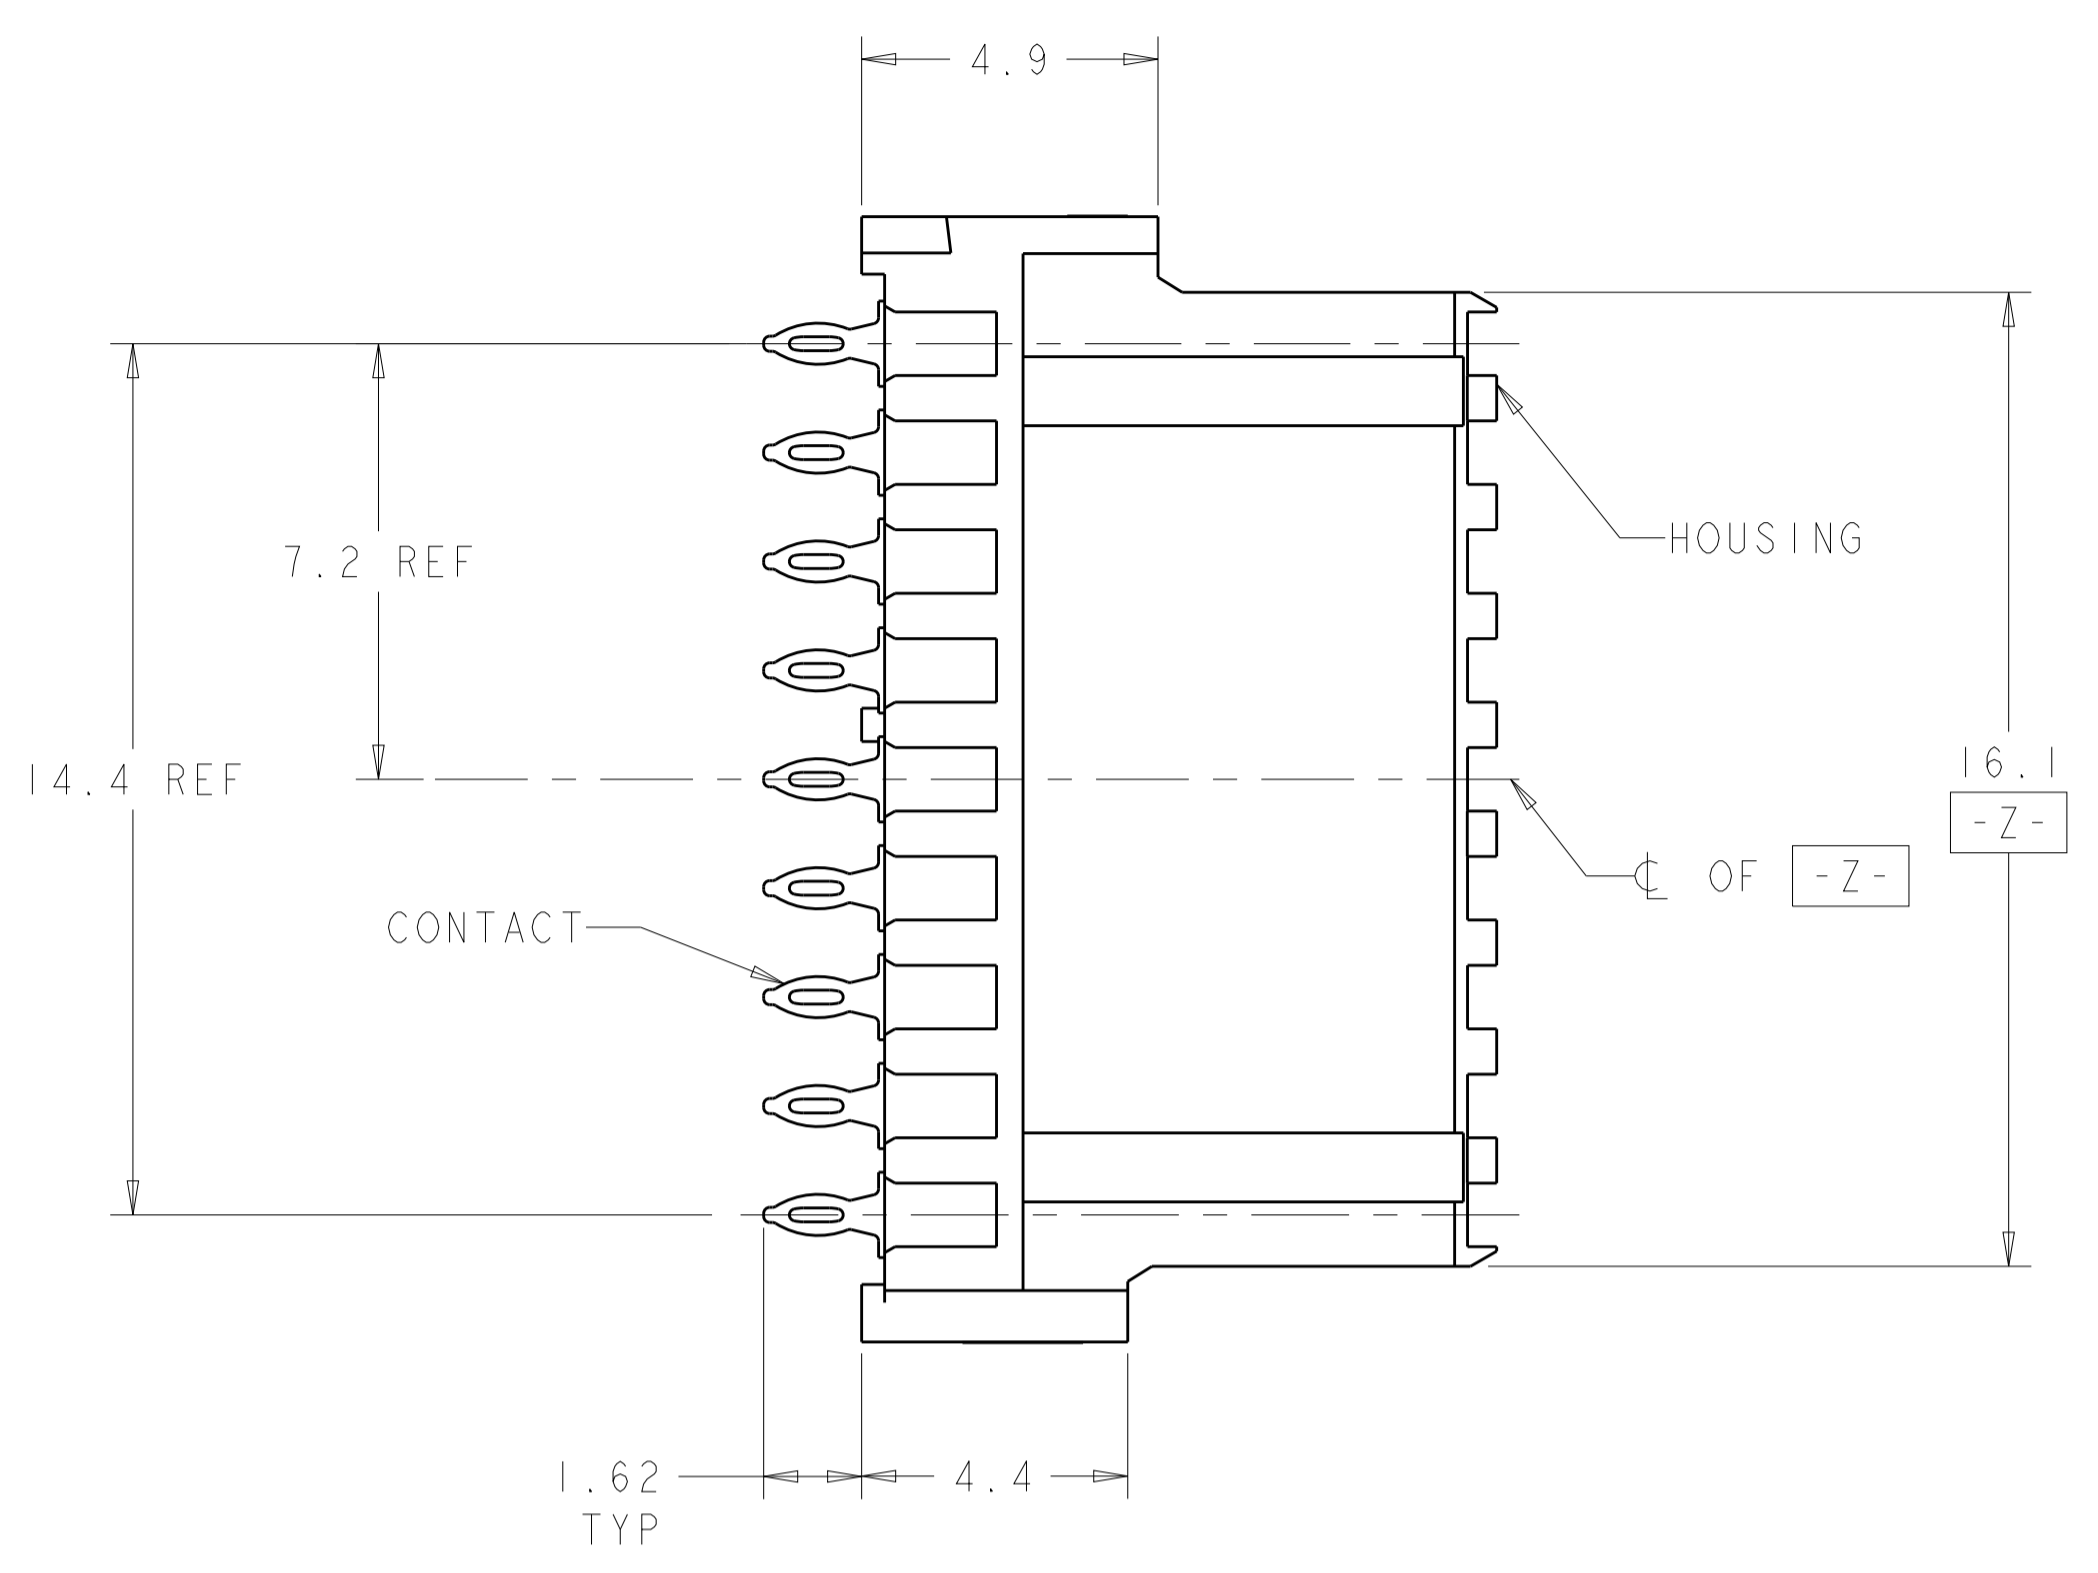 4.9
7.2 REF
HOUSING
14.4 REF
16.1
-Z-
℄ OF -Z-
CONTACT
1.62
TYP
4.4